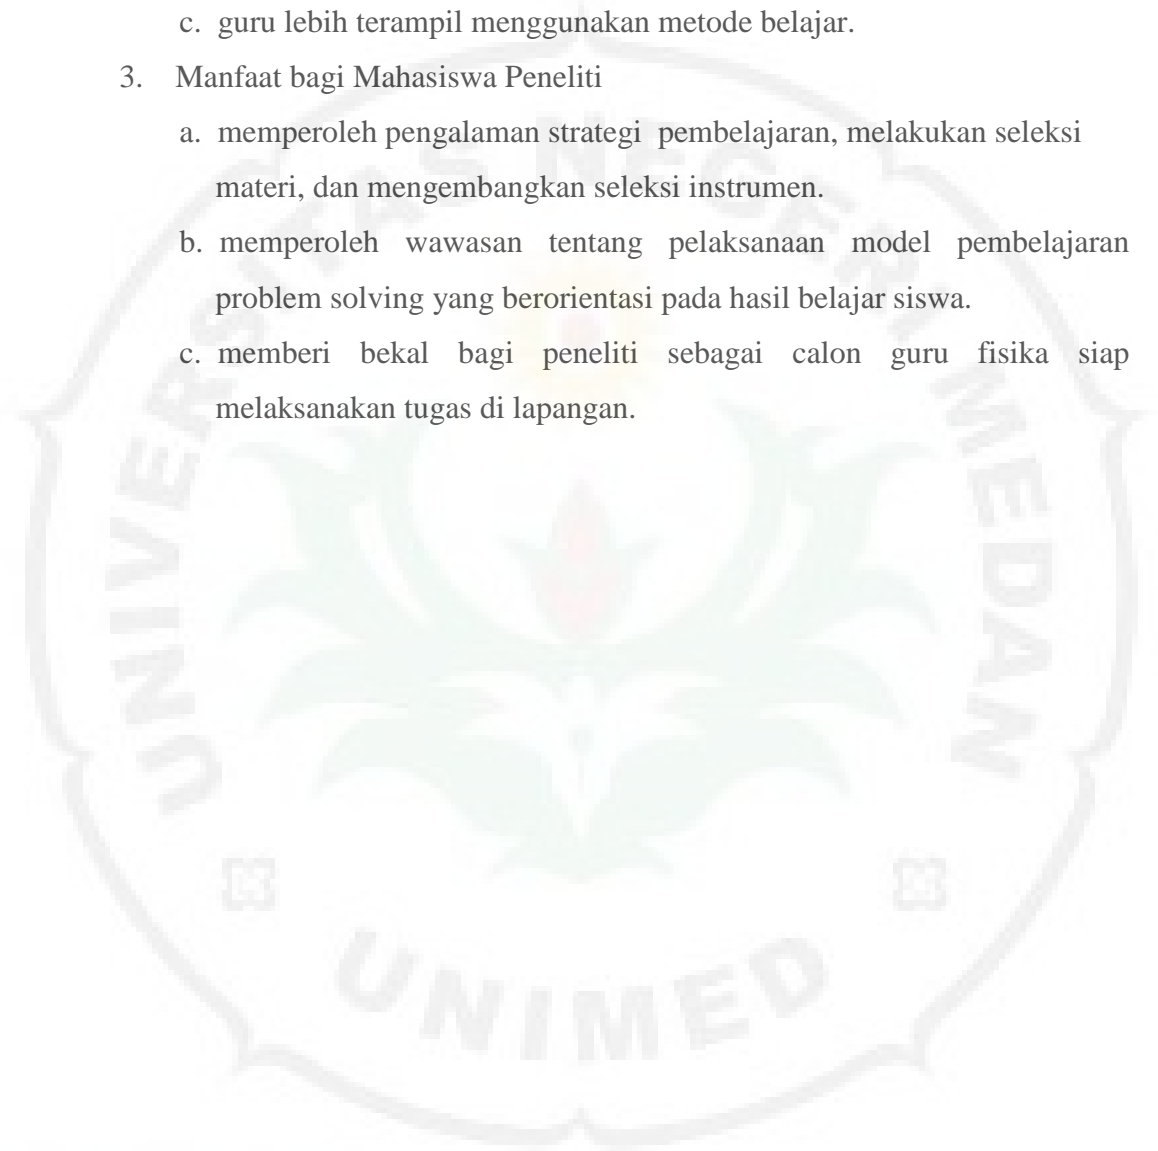 c. guru lebih terampil menggunakan metode belajar.
3. Manfaat bagi Mahasiswa Peneliti
a. memperoleh pengalaman strategi pembelajaran, melakukan seleksi
materi, dan mengembangkan seleksi instrumen.
b. memperoleh wawasan tentang pelaksanaan model pembelajaran
problem solving yang berorientasi pada hasil belajar siswa.
c. memberi bekal bagi peneliti sebagai calon guru fisika siap
melaksanakan tugas di lapangan.
UNIVERSITAS NEGERI MEDAN
UNIMED